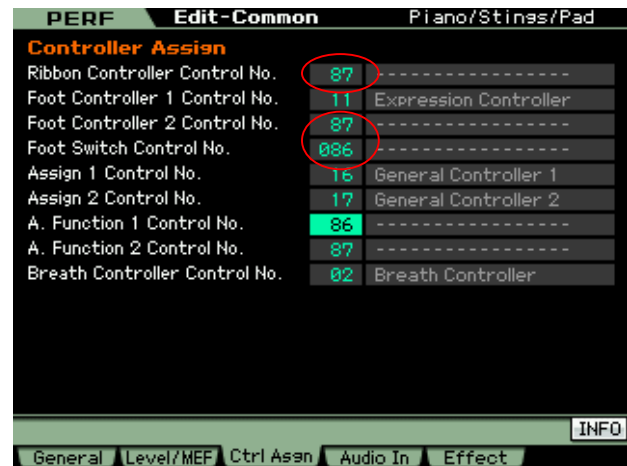 PERF Edit-Common Piano/Stings/Pad
Controller Assign
Ribbon Controller Control No. 87 -----------------
Foot Controller 1 Control No. 11 Expression Controller
Foot Controller 2 Control No. 87 -----------------
Foot Switch Control No. 086 -----------------
Assign 1 Control No. 16 General Controller 1
Assign 2 Control No. 17 General Controller 2
A. Function 1 Control No. 86 -----------------
A. Function 2 Control No. 87 -----------------
Breath Controller Control No. 02 Breath Controller
INFO
General Level/MEF Ctrl Assn Audio In Effect